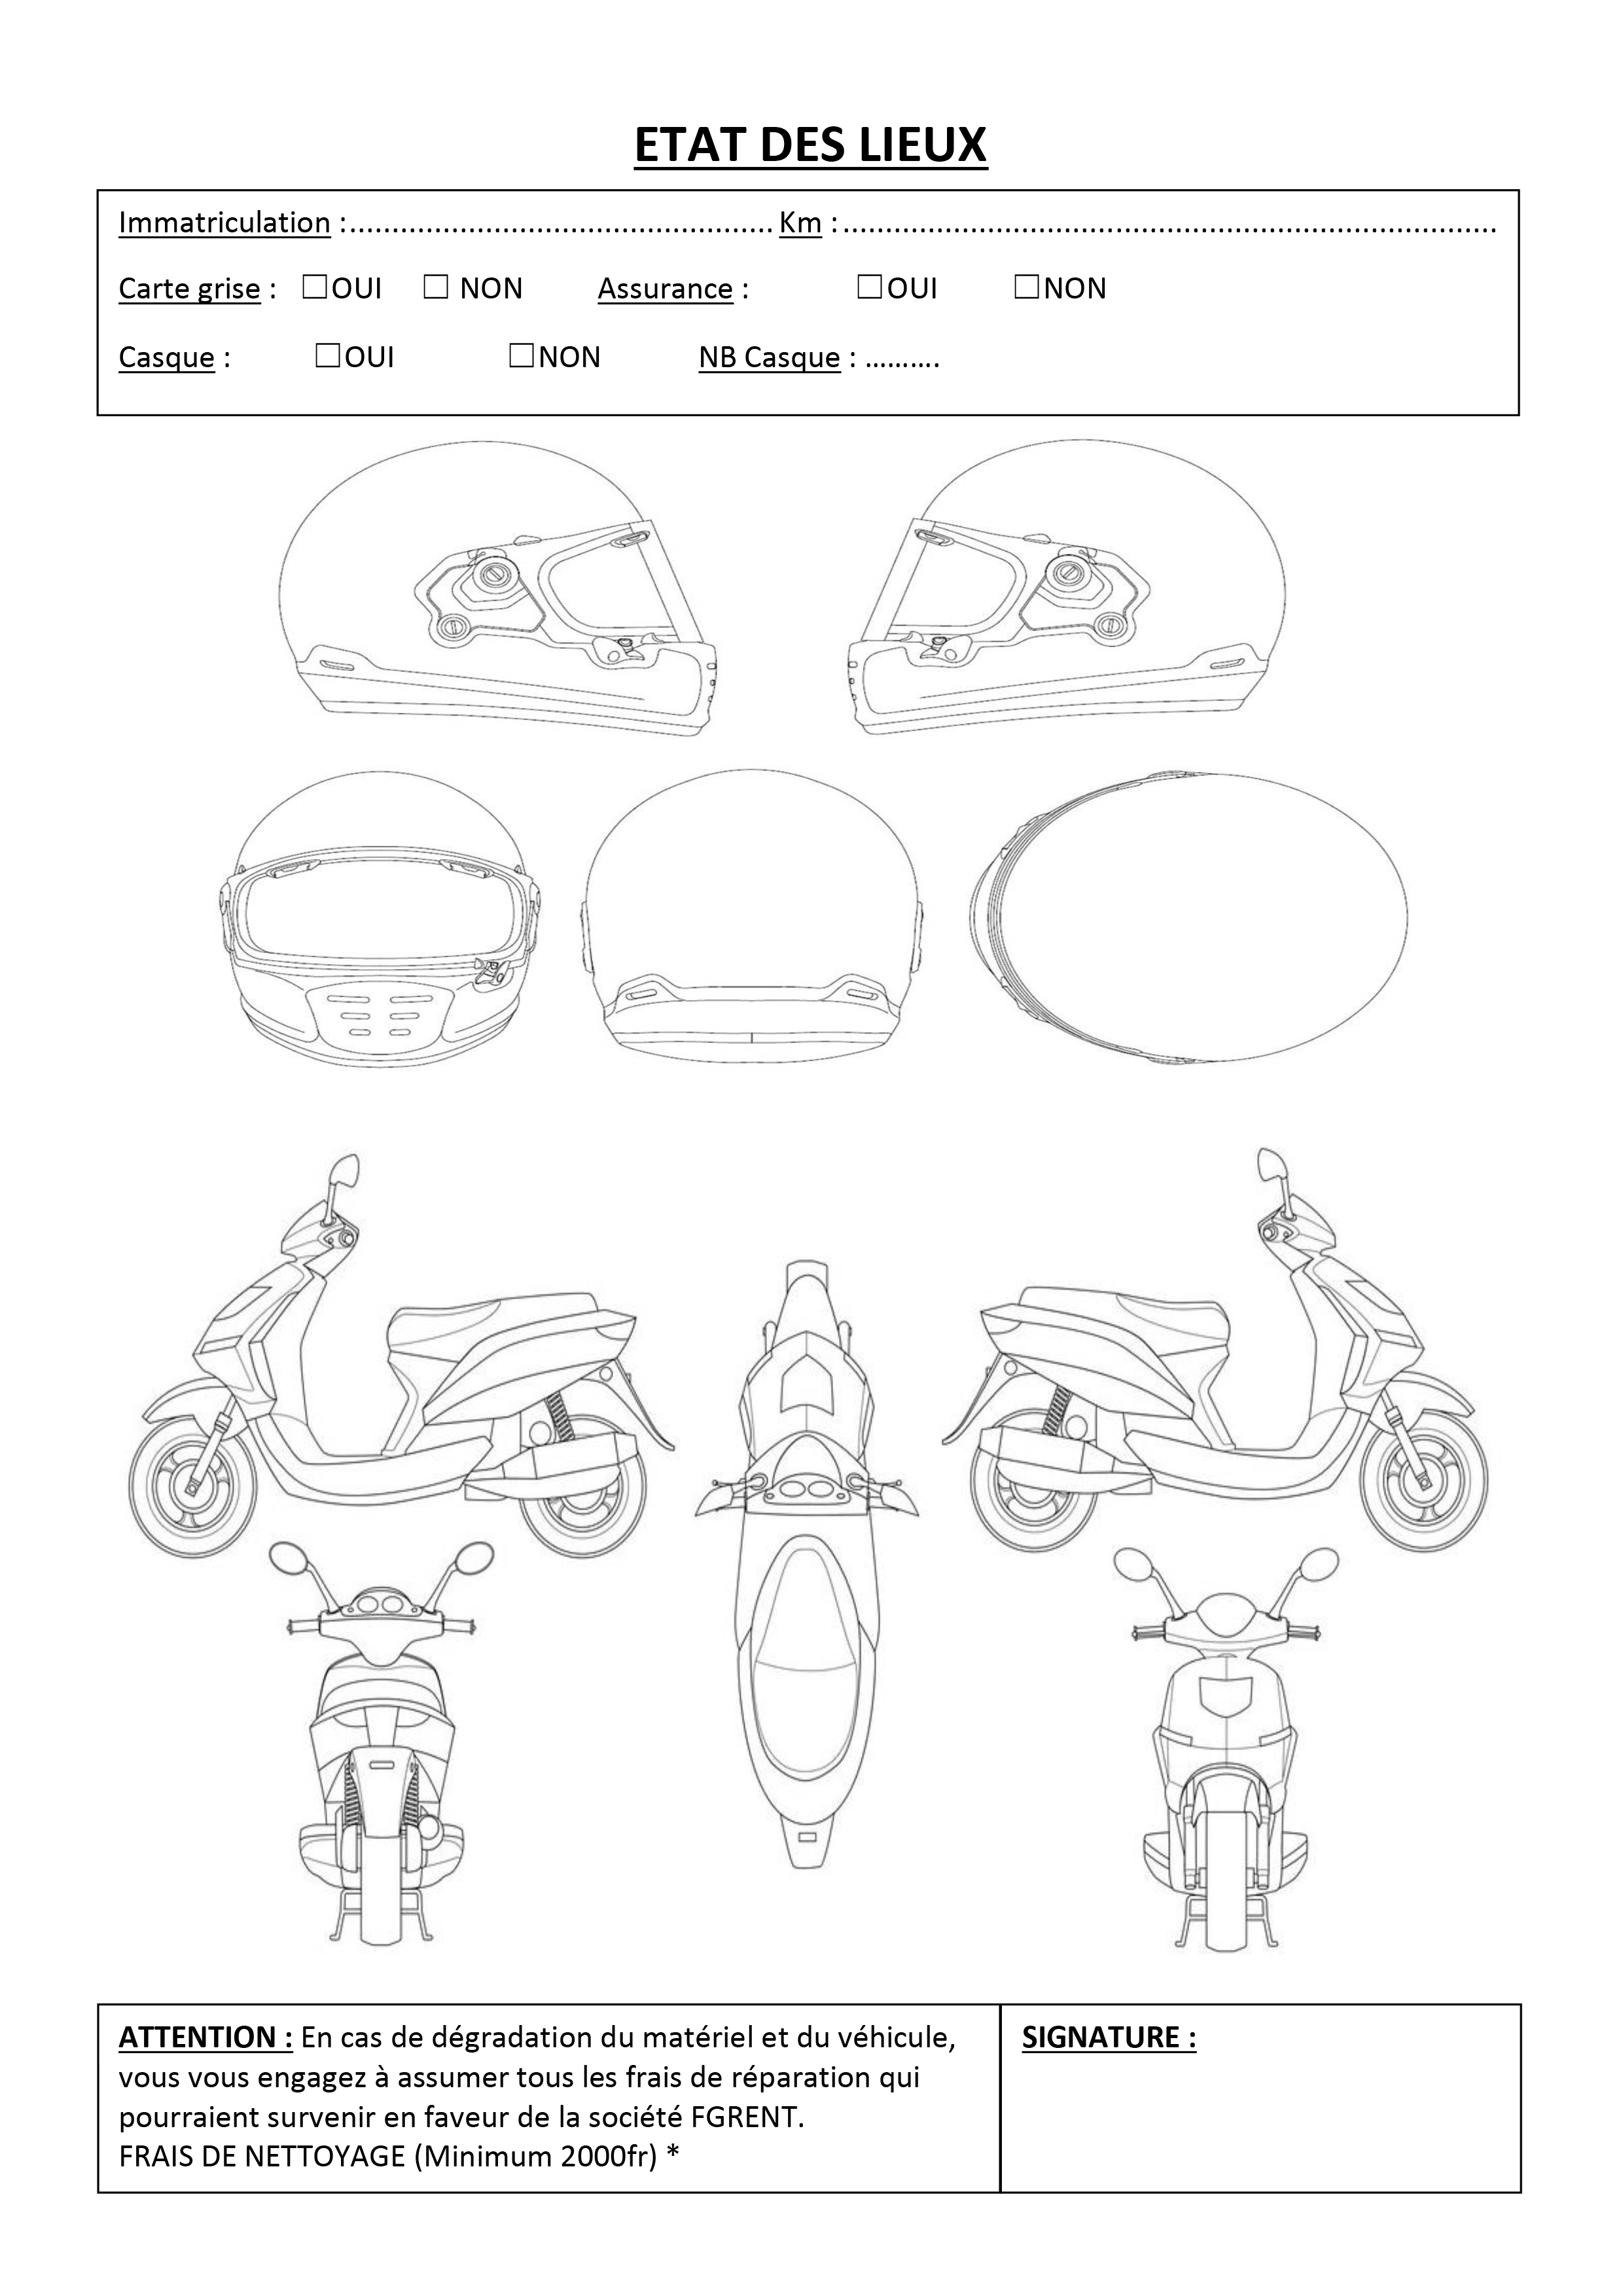 ETAT DES LIEUX
Immatriculation :.................................................. Km :.............................................................................
Carte grise : ☐OUI ☐ NON Assurance : ☐OUI ☐NON
Casque : ☐OUI ☐NON NB Casque : ..........
ATTENTION : En cas de dégradation du matériel et du véhicule,
vous vous engagez à assumer tous les frais de réparation qui
pourraient survenir en faveur de la société FGRENT.
FRAIS DE NETTOYAGE (Minimum 2000fr) *
SIGNATURE :